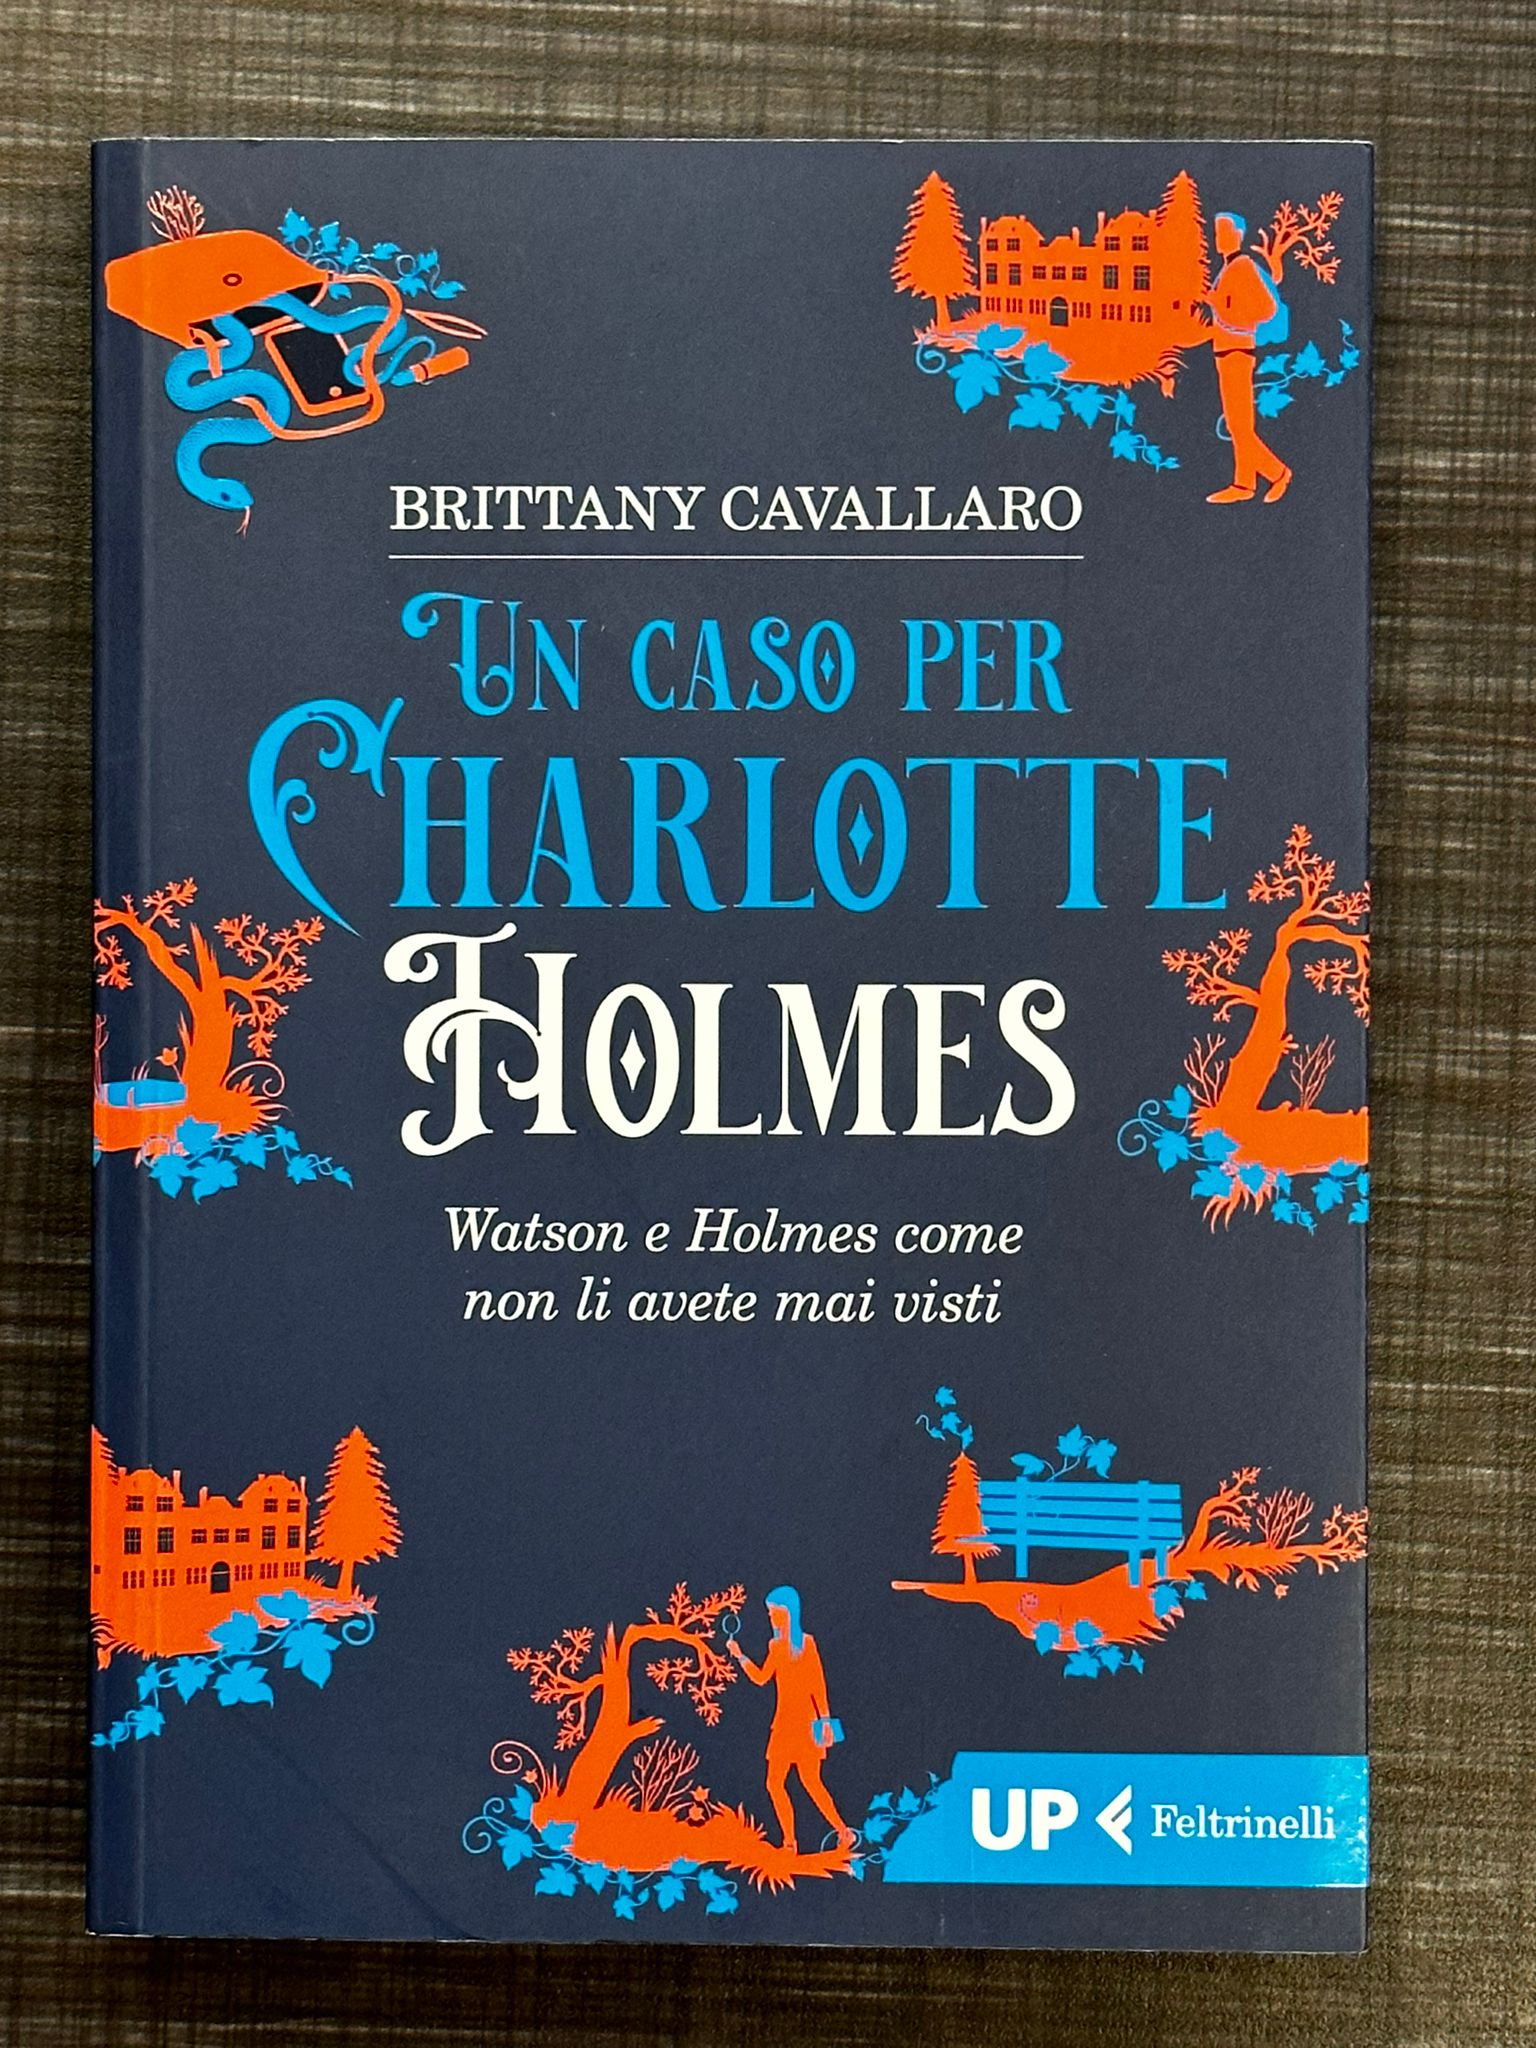 BRITTANY CAVALLARO
UN CASO PER
CHARLOTTE
HOLMES
Watson e Holmes come
non li avete mai visti
UP Feltrinelli